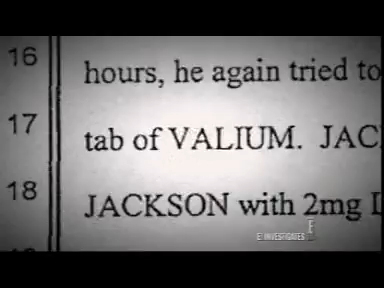 16
hours, he again tried to
17
tab of VALIUM. JAC
18
JACKSON with 2mg
E! INVESTIGATES